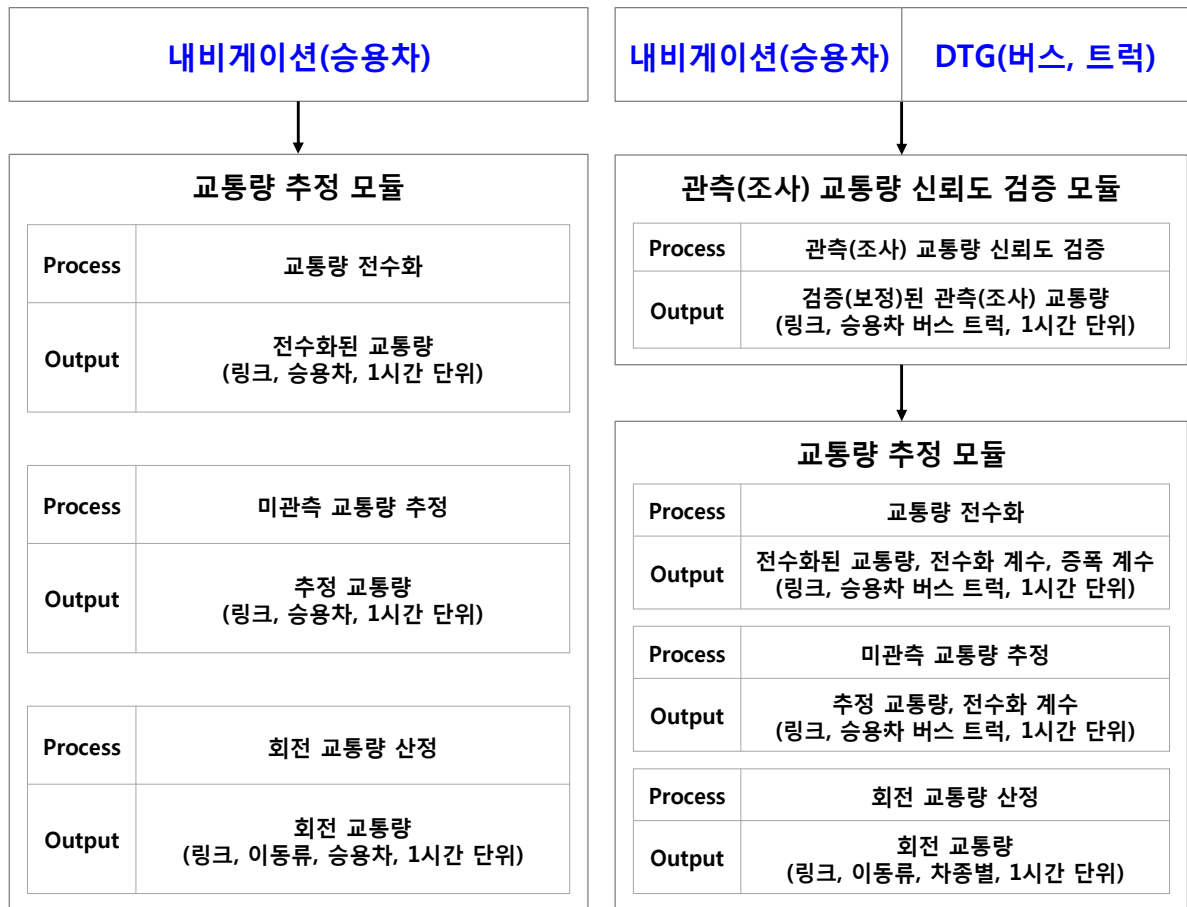 내비게이션(승용차)
교통량 추정 모듈
Process
교통량 전수화
Output
전수화된 교통량
(링크, 승용차, 1시간 단위)
Process
미관측 교통량 추정
Output
추정 교통량
(링크, 승용차, 1시간 단위)
Process
회전 교통량 산정
Output
회전 교통량
(링크, 이동류, 승용차, 1시간 단위)
내비게이션(승용차)
DTG(버스, 트럭)
관측(조사) 교통량 신뢰도 검증 모듈
Process
관측(조사) 교통량 신뢰도 검증
Output
검증(보정)된 관측(조사) 교통량
(링크, 승용차 버스 트럭, 1시간 단위)
교통량 추정 모듈
Process
교통량 전수화
Output
전수화된 교통량, 전수화 계수, 증폭 계수
(링크, 승용차 버스 트럭, 1시간 단위)
Process
미관측 교통량 추정
Output
추정 교통량, 전수화 계수
(링크, 승용차 버스 트럭, 1시간 단위)
Process
회전 교통량 산정
Output
회전 교통량
(링크, 이동류, 차종별, 1시간 단위)